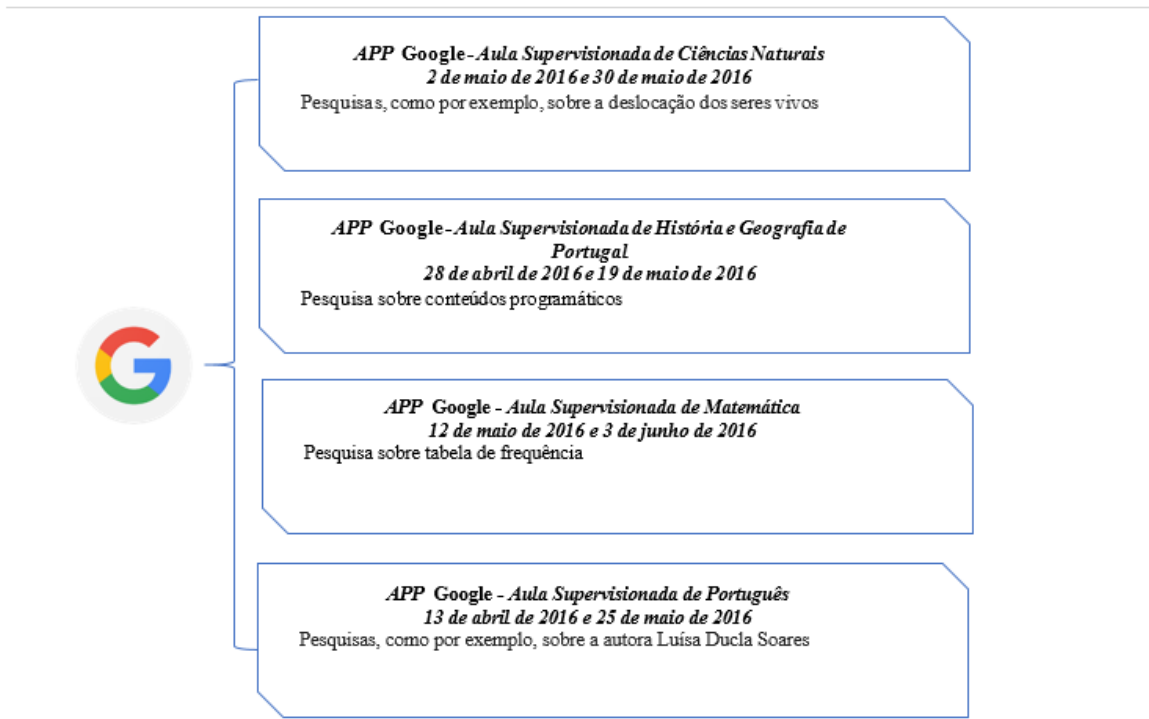 APP Google-Aula Supervisionada de Ciências Naturais
2 de maio de 2016 e 30 de maio de 2016
Pesquisas, como por exemplo, sobre a deslocação dos seres vivos
APP Google-Aula Supervisionada de História e Geografia de
Portugal
28 de abril de 2016 e 19 de maio de 2016
Pesquisa sobre conteúdos programáticos
G
APP Google - Aula Supervisionada de Matemática
12 de maio de 2016 e 3 de junho de 2016
Pesquisa sobre tabela de frequência
APP Google - Aula Supervisionada de Português
13 de abril de 2016 e 25 de maio de 2016
Pesquisas, como por exemplo, sobre a autora Luísa Ducla Soares